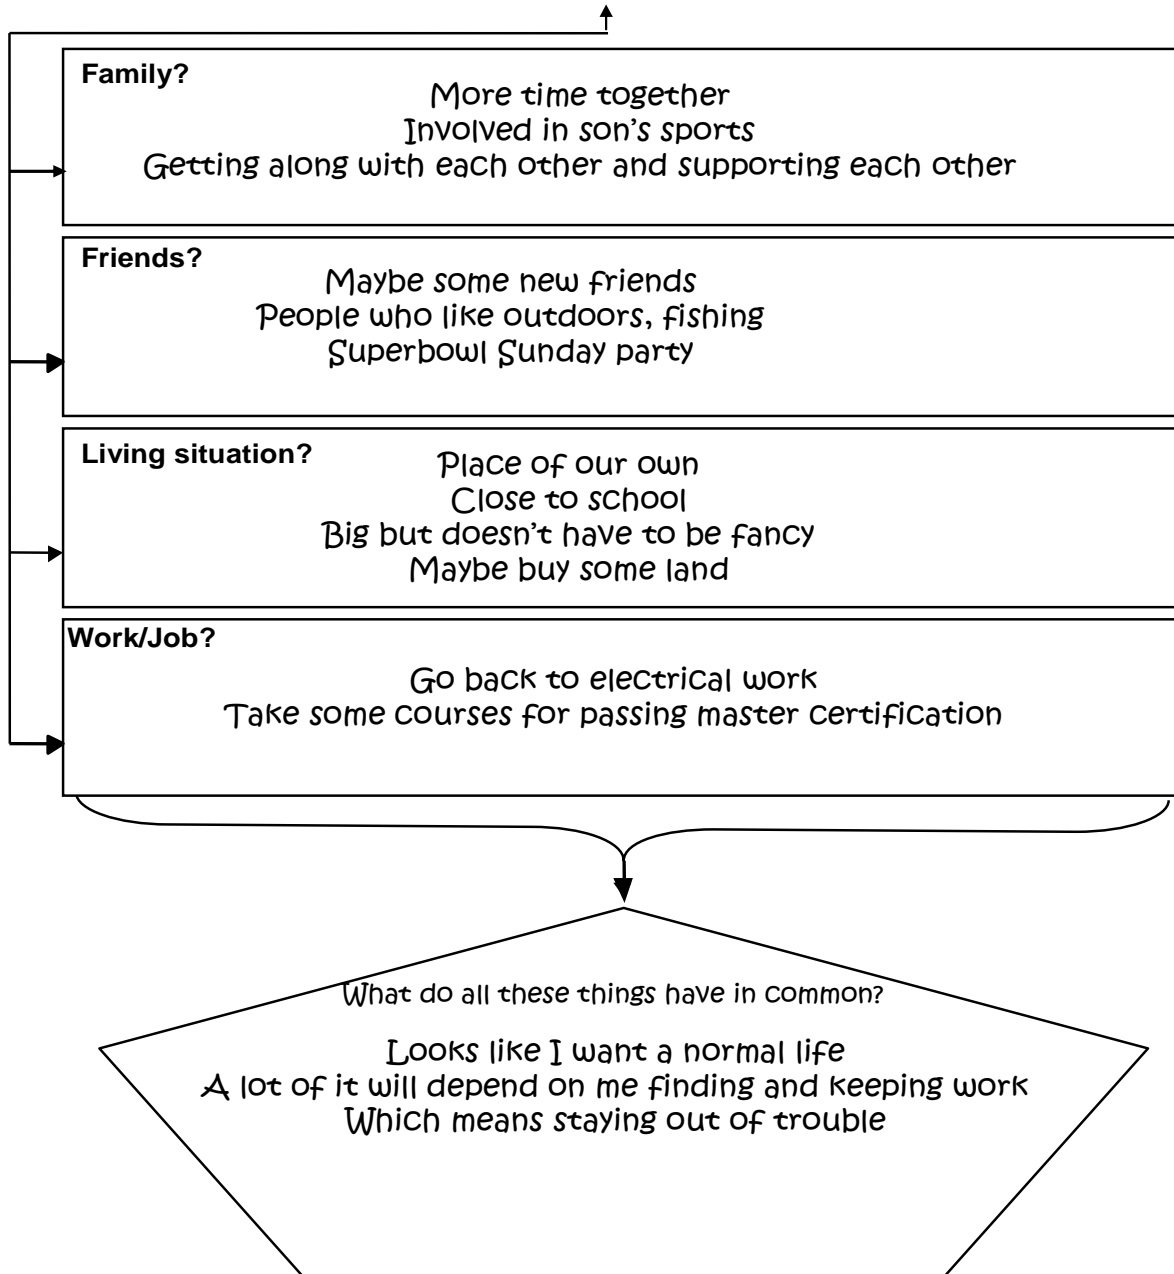 Family?
More time together
Involved in son's sports
Getting along with each other and supporting each other
Friends?
Maybe some new friends
People who like outdoors, fishing
Superbowl Sunday party
Living situation?
Place of our own
Close to school
Big but doesn't have to be fancy
Maybe buy some land
Work/Job?
Go back to electrical work
Take some courses for passing master certification
What do all these things have in common?
Looks like I want a normal life
A lot of it will depend on me finding and keeping work
Which means staying out of trouble